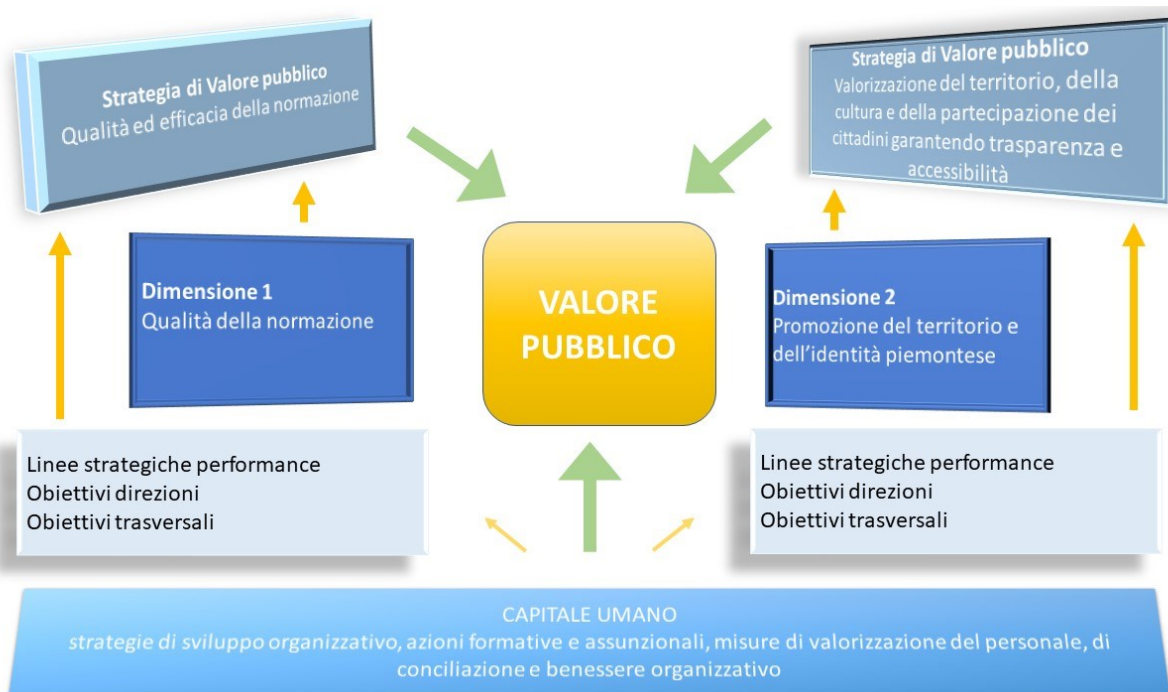 Strategia di Valore pubblico
Qualità ed efficacia della normazione
Strategia di Valore pubblico
Valorizzazione del territorio, della
cultura e della partecipazione dei
cittadini garantendo trasparenza e
accessibilità
Dimensione 1
Qualità della normazione
VALORE
PUBBLICO
Dimensione 2
Promozione del territorio e
dell’identità piemontese
Linee strategiche performance
Obiettivi direzioni
Obiettivi trasversali
Linee strategiche performance
Obiettivi direzioni
Obiettivi trasversali
CAPITALE UMANO
strategie di sviluppo organizzativo, azioni formative e assunzionali, misure di valorizzazione del personale, di
conciliazione e benessere organizzativo